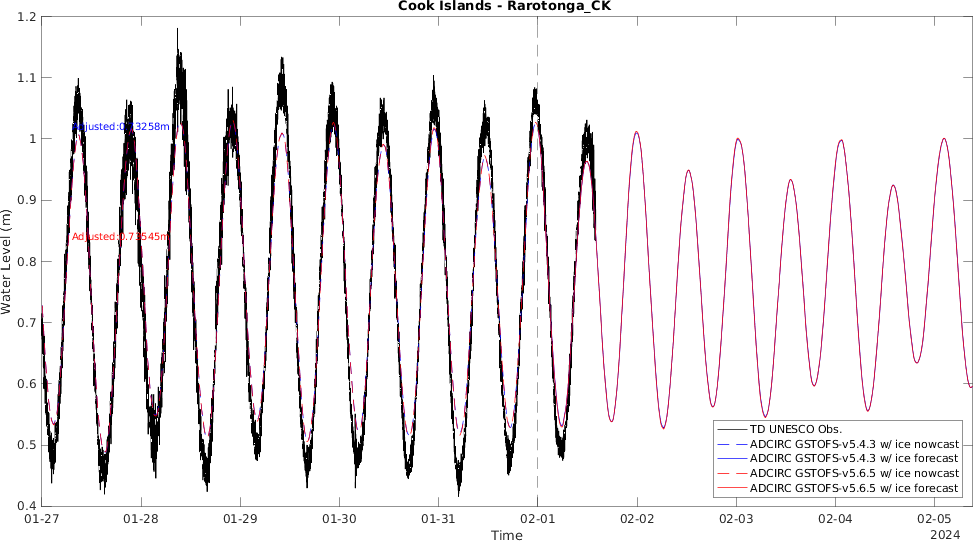 Cook Islands - Rarotonga_CK
1.2
1.1
1
0.9
0.8
0.7
0.6
0.5
0.4
Water Level (m)
Adjusted:
Adjusted:
TD UNESCO Obs.
ADCIRC GSTOFS-v5.4.3 w/ ice nowcast
ADCIRC GSTOFS-v5.4.3 w/ ice forecast
ADCIRC GSTOFS-v5.6.5 w/ ice nowcast
ADCIRC GSTOFS-v5.6.5 w/ ice forecast
01-27 01-28 01-29 01-30 01-31 02-01 02-02 02-03 02-04 02-05
Time
2024